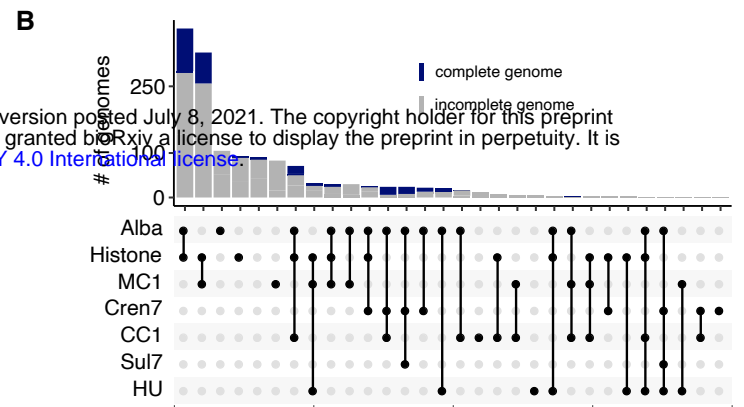 B
complete genome
250
# of genomes
incomplete genome
version posted July 8, 2021. The copyright holder for this preprint
granted bioRxiv a license to display the preprint in perpetuity. It is
100
Y 4.0 International license.
0
Alba
Histone
MC1
Cren7
CC1
Sul7
HU